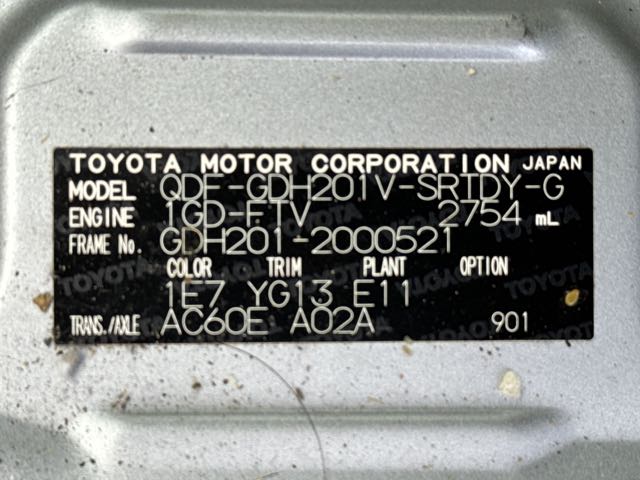 TOYOTA MOTOR CORPORATION JAPAN
MODEL QDF-GDH201V-SRTDY-G
ENGINE 1GD-FTV 2754 mL
FRAME No. GDH201-2000521
COLOR TRIM PLANT OPTION
1E7 YG13 E11
TRANS./AXLE AC60E A02A 901